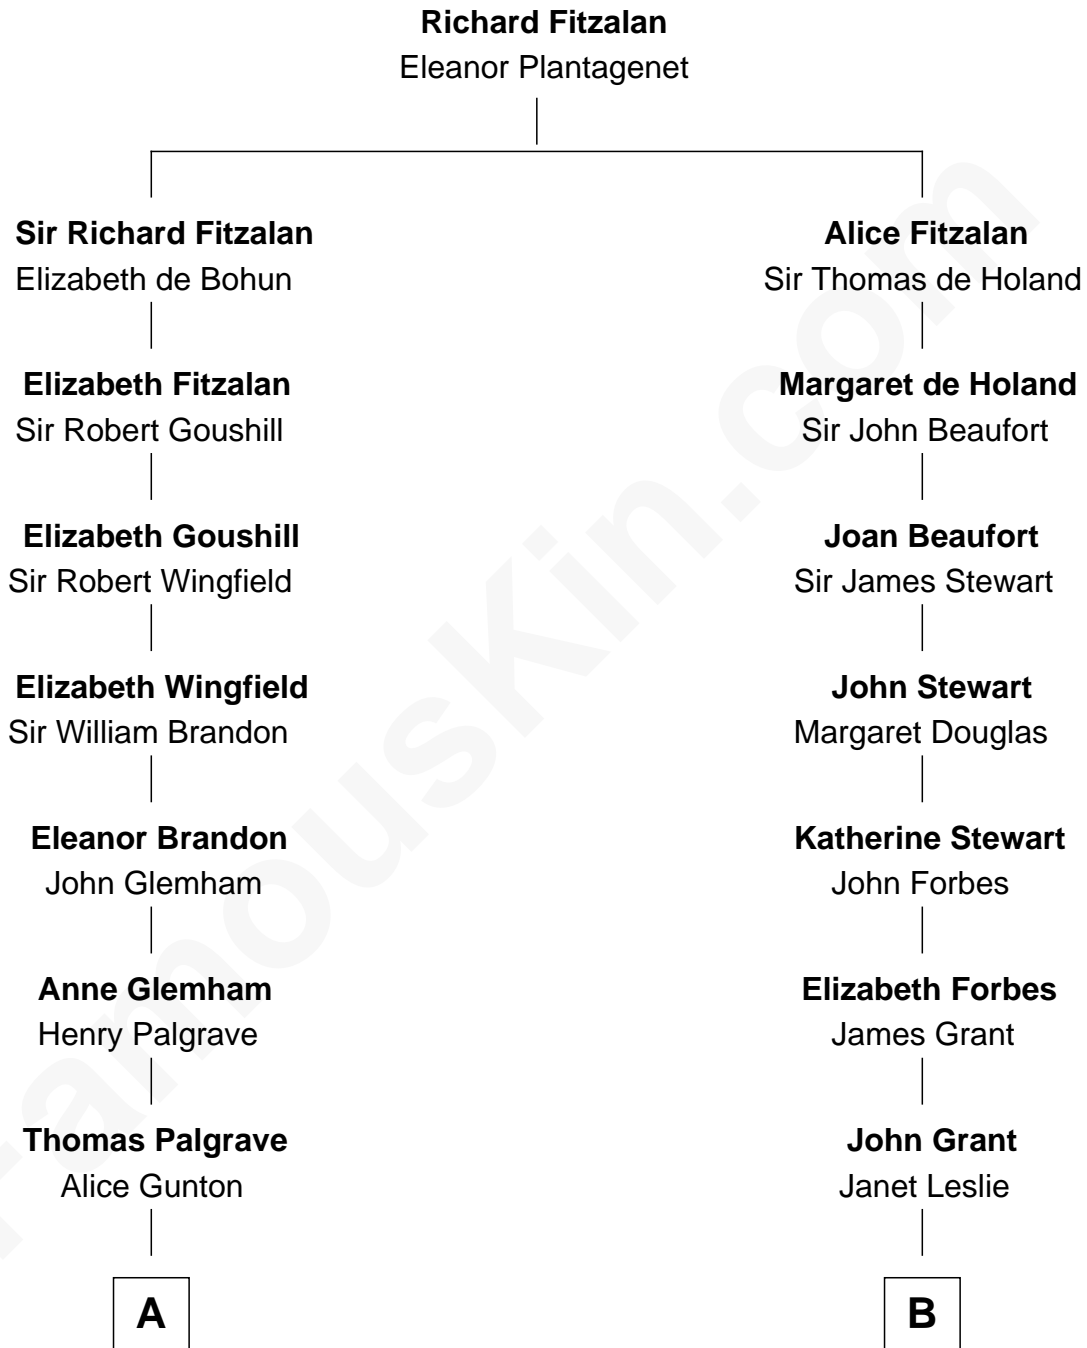 Richard Fitzalan
Eleanor Plantagenet
Sir Richard Fitzalan
Elizabeth de Bohun
Alice Fitzalan
Sir Thomas de Holand
Elizabeth Fitzalan
Sir Robert Goushill
Margaret de Holand
Sir John Beaufort
Elizabeth Goushill
Sir Robert Wingfield
Joan Beaufort
Sir James Stewart
Elizabeth Wingfield
Sir William Brandon
John Stewart
Margaret Douglas
Eleanor Brandon
John Glemham
Katherine Stewart
John Forbes
Anne Glemham
Henry Palgrave
Elizabeth Forbes
James Grant
Thomas Palgrave
Alice Gunton
John Grant
Janet Leslie
A
B
FamousKin.com